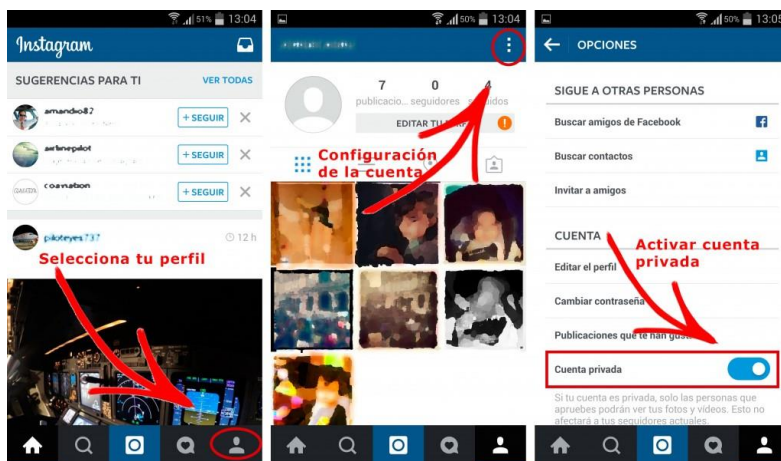 51% 13:04
Instagram
SUGERENCIAS PARA TI VER TODAS
amandio82
+ SEGUIR
airlinepilot
+ SEGUIR
+ SEGUIR
piloteyes737 12 h
Selecciona tu perfil
50% 13:04
7 0 4
publicacio... seguidores seguidos
EDITAR TU
Configuración
de la cuenta
50% 13:05
OPCIONES
SIGUE A OTRAS PERSONAS
Buscar amigos de Facebook
Buscar contactos
Invitar a amigos
CUENTA
Activar cuenta
privada
Editar el perfil
Cambiar contraseña
Publicaciones que te han
Cuenta privada
Si tu cuenta es privada, solo las personas que
apruebes podrán ver tus fotos y vídeos. Esto no
afectará a tus seguidores actuales.